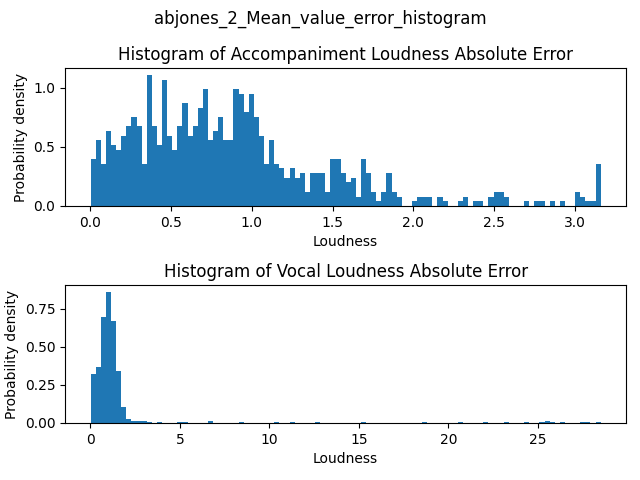 abjones_2_Mean_value_error_histogram
Histogram of Accompaniment Loudness Absolute Error
Probability density
1.0
0.5
0.0
0.0 0.5 1.0 1.5 2.0 2.5 3.0
Loudness
Histogram of Vocal Loudness Absolute Error
Probability density
0.75
0.50
0.25
0.00
0 5 10 15 20 25
Loudness